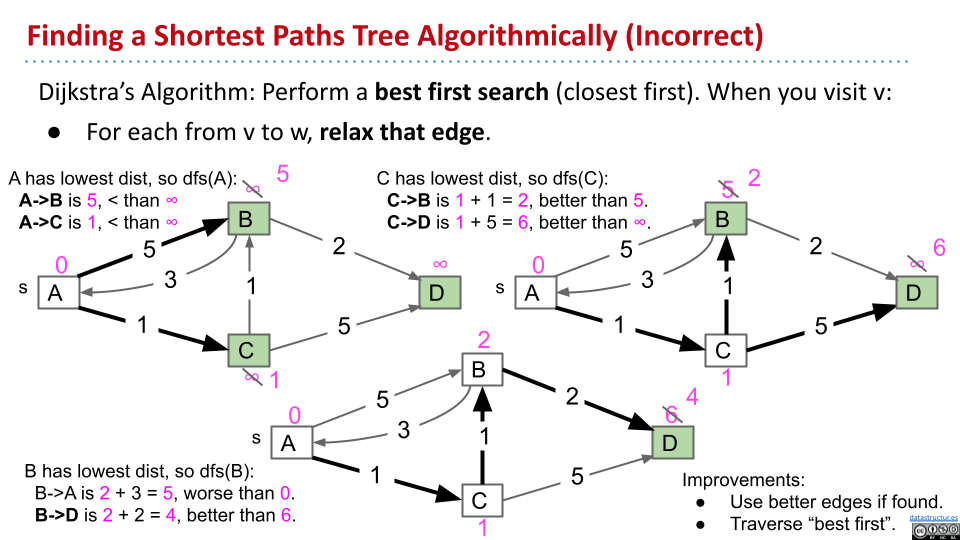 Finding a Shortest Paths Tree Algorithmically (Incorrect)
Dijkstra’s Algorithm: Perform a best first search (closest first). When you visit v:
● For each from v to w, relax that edge.
A has lowest dist, so dfs(A):
A->B is 5, < than ∞
A->C is 1, < than ∞
∞ 5
B
5
2
0
3
1
∞
s
A
D
1
5
C
∞ 1
C has lowest dist, so dfs(C):
C->B is 1 + 1 = 2, better than 5.
C->D is 1 + 5 = 6, better than ∞.
5 2
B
5
2
0
3
1
∞ 6
s
A
D
1
5
C
1
2
B
5
2
0
3
1
6 4
s
A
D
1
5
C
1
B has lowest dist, so dfs(B):
B->A is 2 + 3 = 5, worse than 0.
B->D is 2 + 2 = 4, better than 6.
Improvements:
● Use better edges if found.
● Traverse “best first”.
datastructur.es
cc
BY NC SA